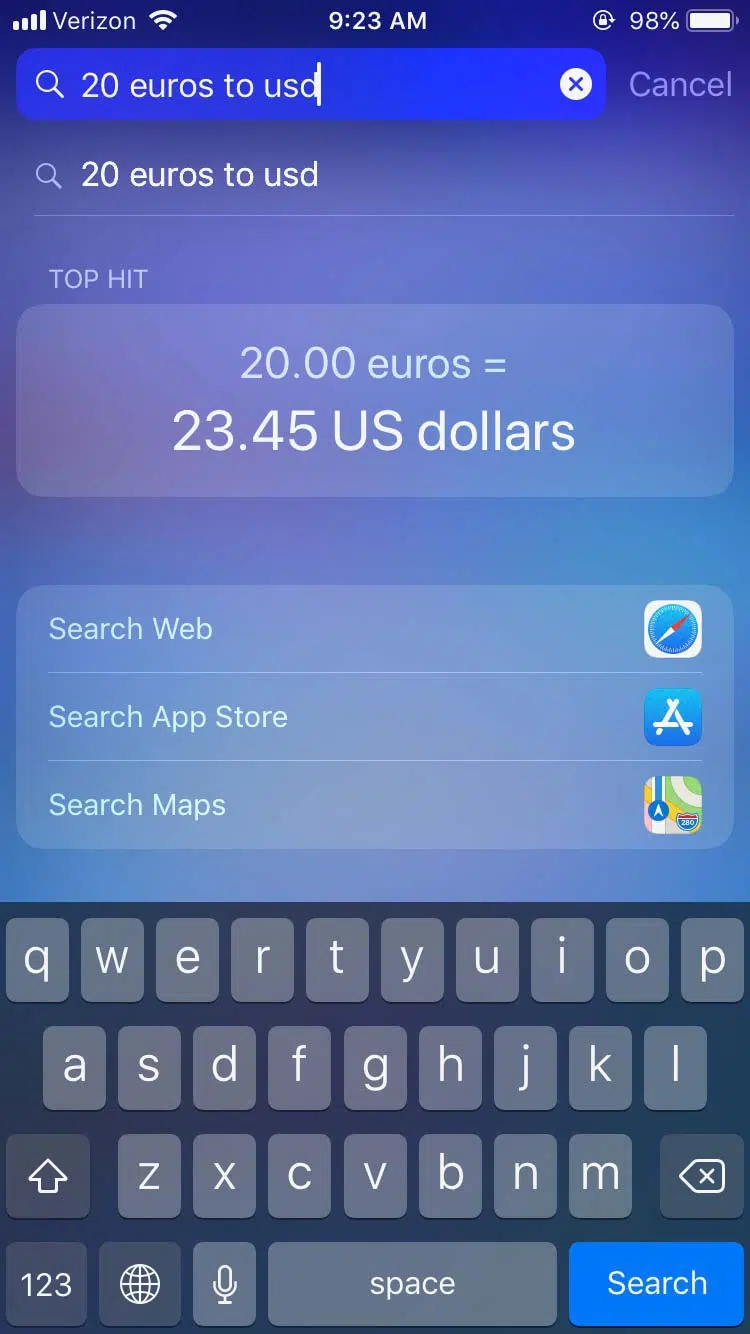 Verizon 9:23 AM 98%
20 euros to usd Cancel
20 euros to usd
TOP HIT
20.00 euros =
23.45 US dollars
Search Web
Search App Store
Search Maps
280
q w e r t y u i o p
a s d f g h j k l
z x c v b n m
123 space Search